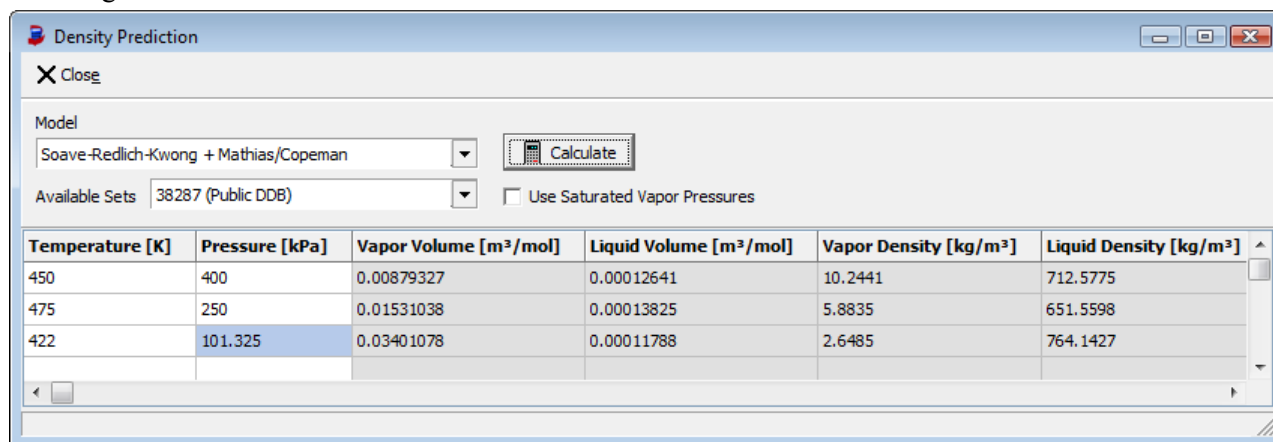 Density Prediction
Close
Model
Soave-Redlich-Kwong + Mathias/Copeman
Calculate
Available Sets 38287 (Public DDB) Use Saturated Vapor Pressures
Temperature [K] Pressure [kPa] Vapor Volume [m³/mol] Liquid Volume [m³/mol] Vapor Density [kg/m³] Liquid Density [kg/m³]
450 400 0.00879327 0.00012641 10.2441 712.5775
475 250 0.01531038 0.00013825 5.8835 651.5598
422 101.325 0.03401078 0.00011788 2.6485 764.1427